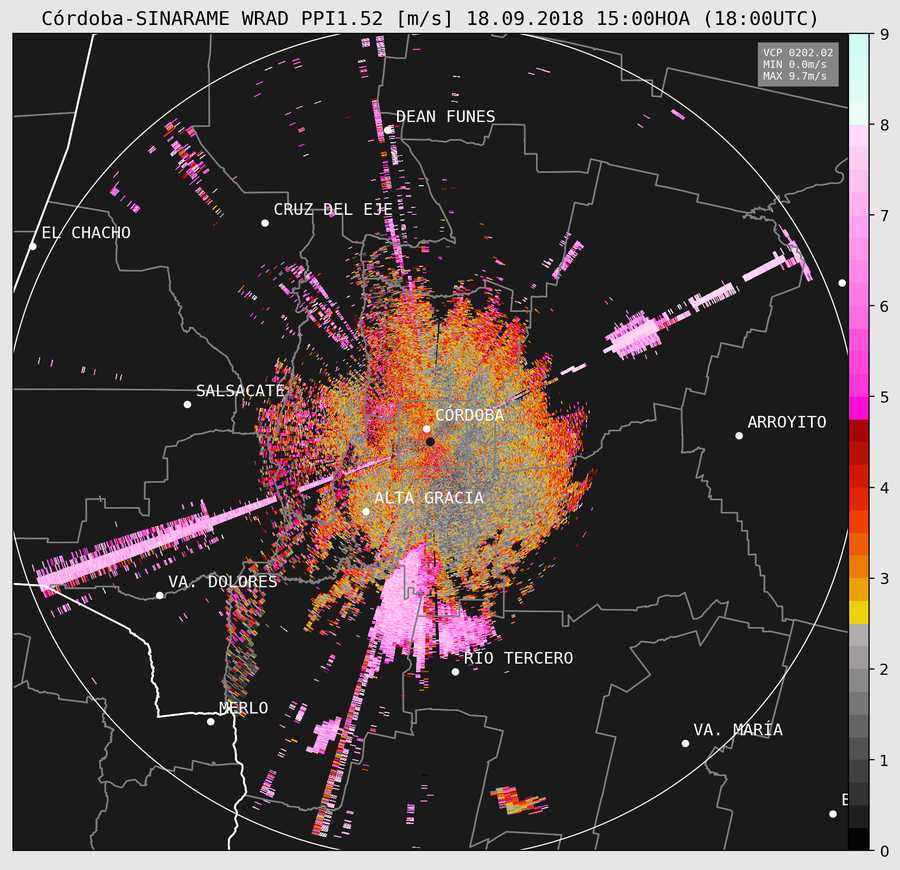 Córdoba-SINARAME WRAD PPI1.52 [m/s] 18.09.2018 15:00HOA (18:00UTC)
VCP 0202.02
MIN 0.0m/s
MAX 9.7m/s
9
8
7
6
5
4
3
2
1
0
DEAN FUNES
CRUZ DEL EJE
EL CHACHO
SALSACATE
CÓRDOBA
ARROYITO
ALTA GRACIA
VA. DOLORES
RÍO TERCERO
MERLO
VA. MARÍA